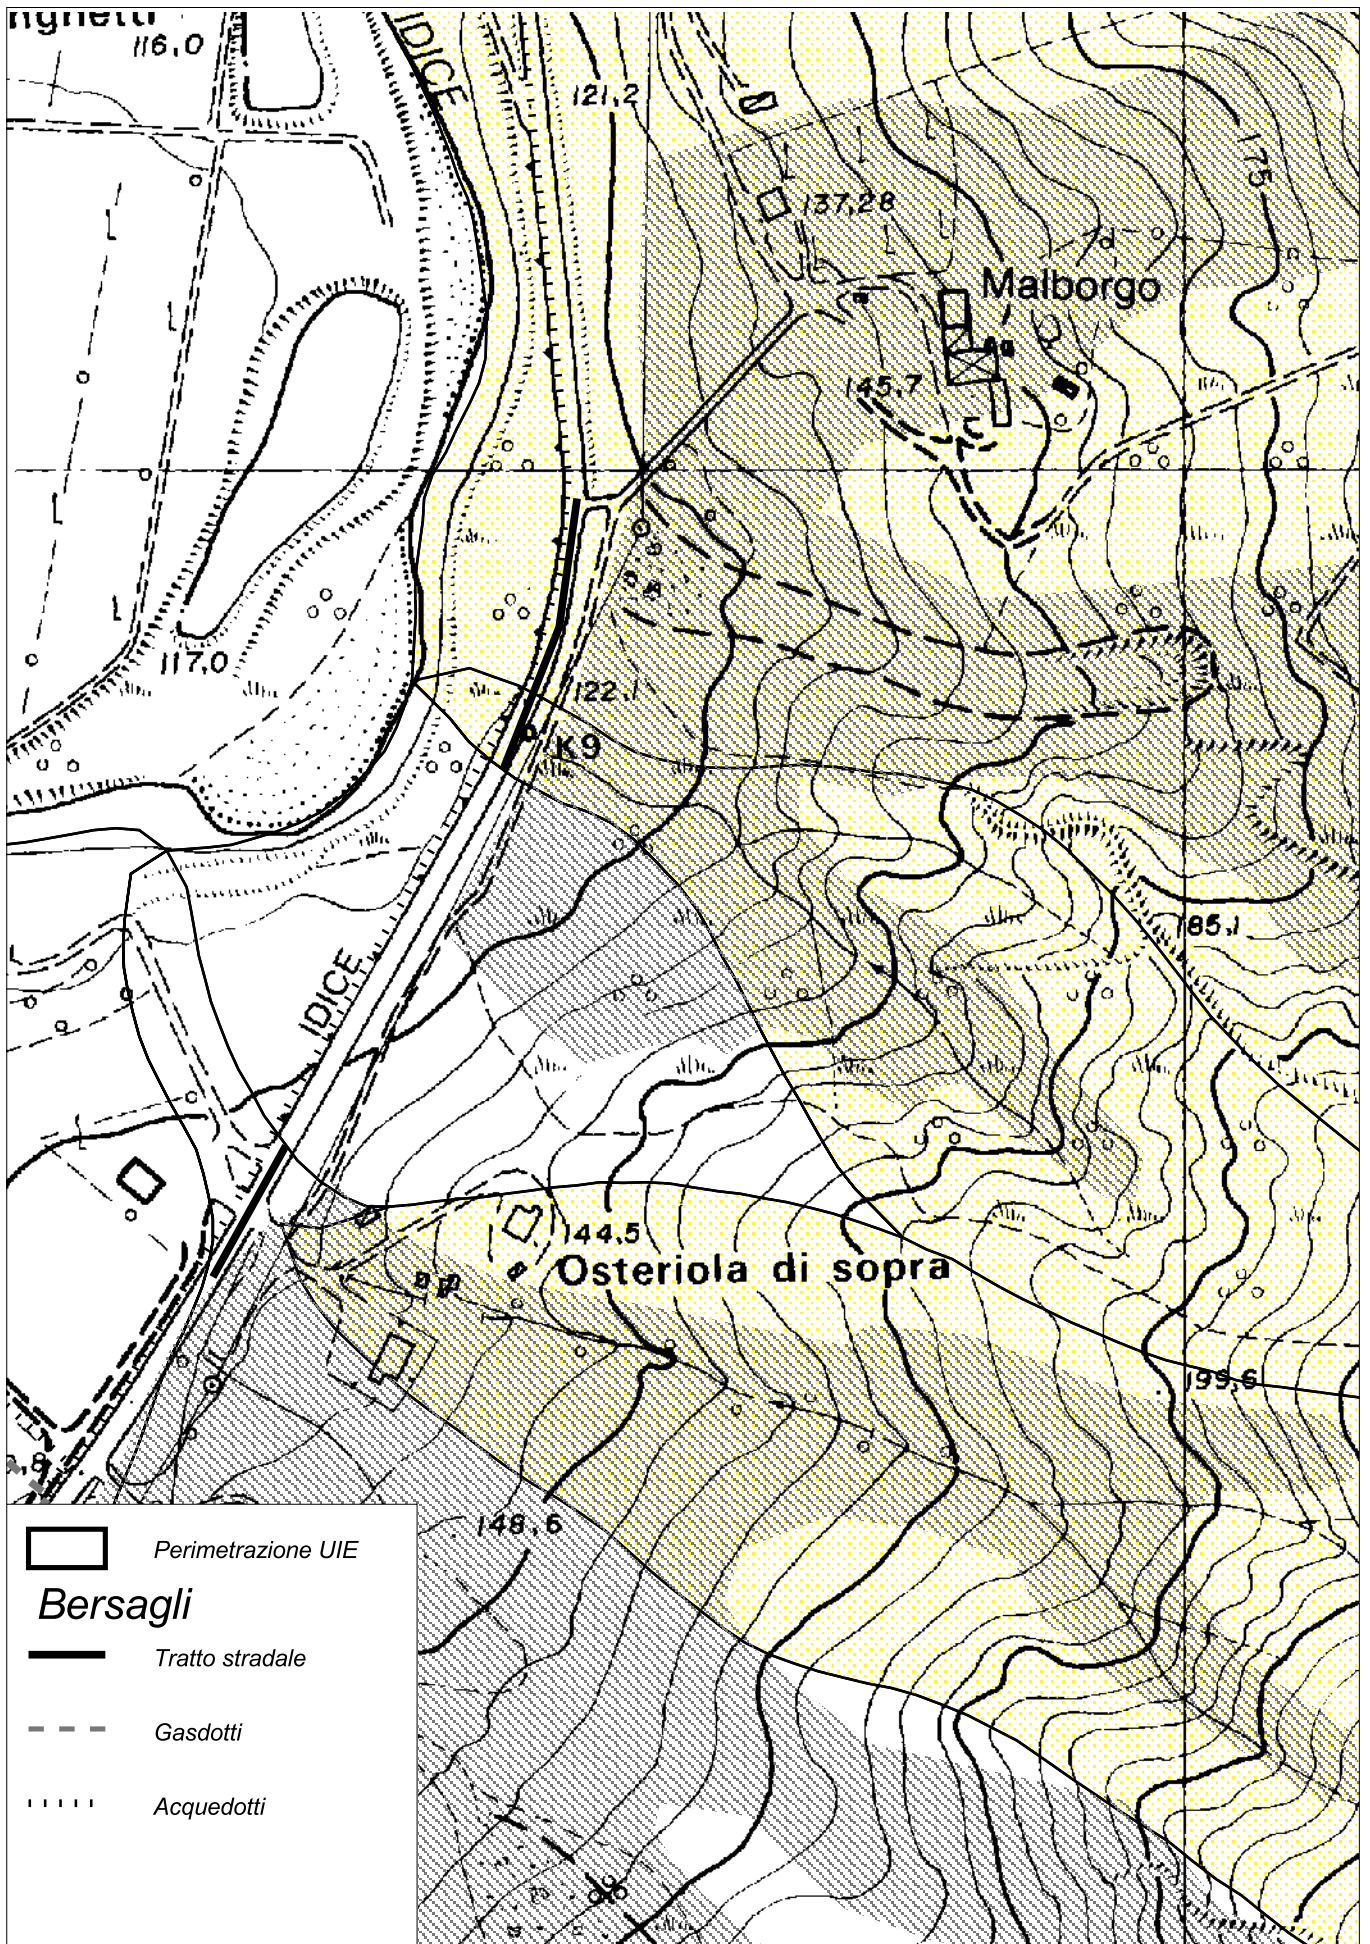 116,0
IDICE
121,2
175
137,28
Malborgo
145,7
117,0
122,1
K9
185,1
IDICE
144,5
Osteriola di sopra
199,6
148,6
Perimetrazione UIE
Bersagli
Tratto stradale
Gasdotti
Acquedotti